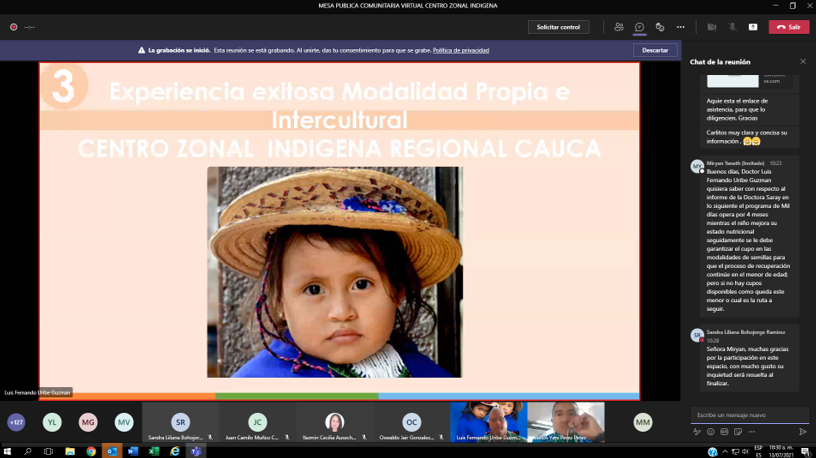 MESA PUBLICA COMUNITARIA VIRTUAL CENTRO ZONAL INDIGENA
--:--
Solicitar control
Salir
La grabación se inició. Esta reunión se está grabando. Al unirte, das tu consentimiento para que se grabe. Política de privacidad
Descartar
3
Experiencia exitosa Modalidad Propia e
Intercultural
CENTRO ZONAL INDIGENA REGIONAL CAUCA
Luis Fernando Uribe Guzman
Chat de la reunión
Aquie esta el enlace de
asistencia. para que lo
diligencien. Gracias
Carlitos muy clara y concisa su
información .
MY
Miryan Yaneth (Invitado) 10:23
Buenos días, Doctor Luis
Fernando Uribe Guzman
quisiera saber con respecto al
informe de la Doctora Saray en
lo siguiente el programa de Mil
días opera por 4 meses
mientras el niño mejora su
estado nutricional
seguidamente se le debe
garantizar el cupo en las
modalidades de semillas para
que el proceso de recuperación
continúe en el menor de edad;
pero si no hay cupos
disponibles como queda este
menor o cual es la ruta a
seguir.
SR
Sandra Liliana Bohojorge Ramirez
10:28
Señora Miryan, muchas gracias
por la participación en este
espacio, con mucho gusto su
inquietud será resuelta al
finalizar.
Escribe un mensaje nuevo
+127
YL
MG
MV
SR
Sandra Liliana Bohojor...
JC
Juan Camilo Muñoz C...
OC
Oswaldo Jair Gonzales...
MM
ESP
ES
10:30 a. m.
13/07/2021